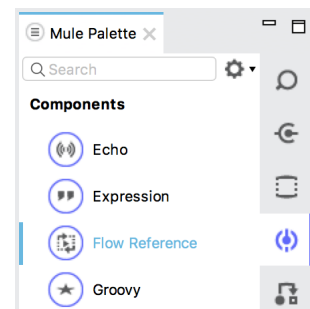 Mule Palette
Search
Components
Echo
Expression
Flow Reference
Groovy